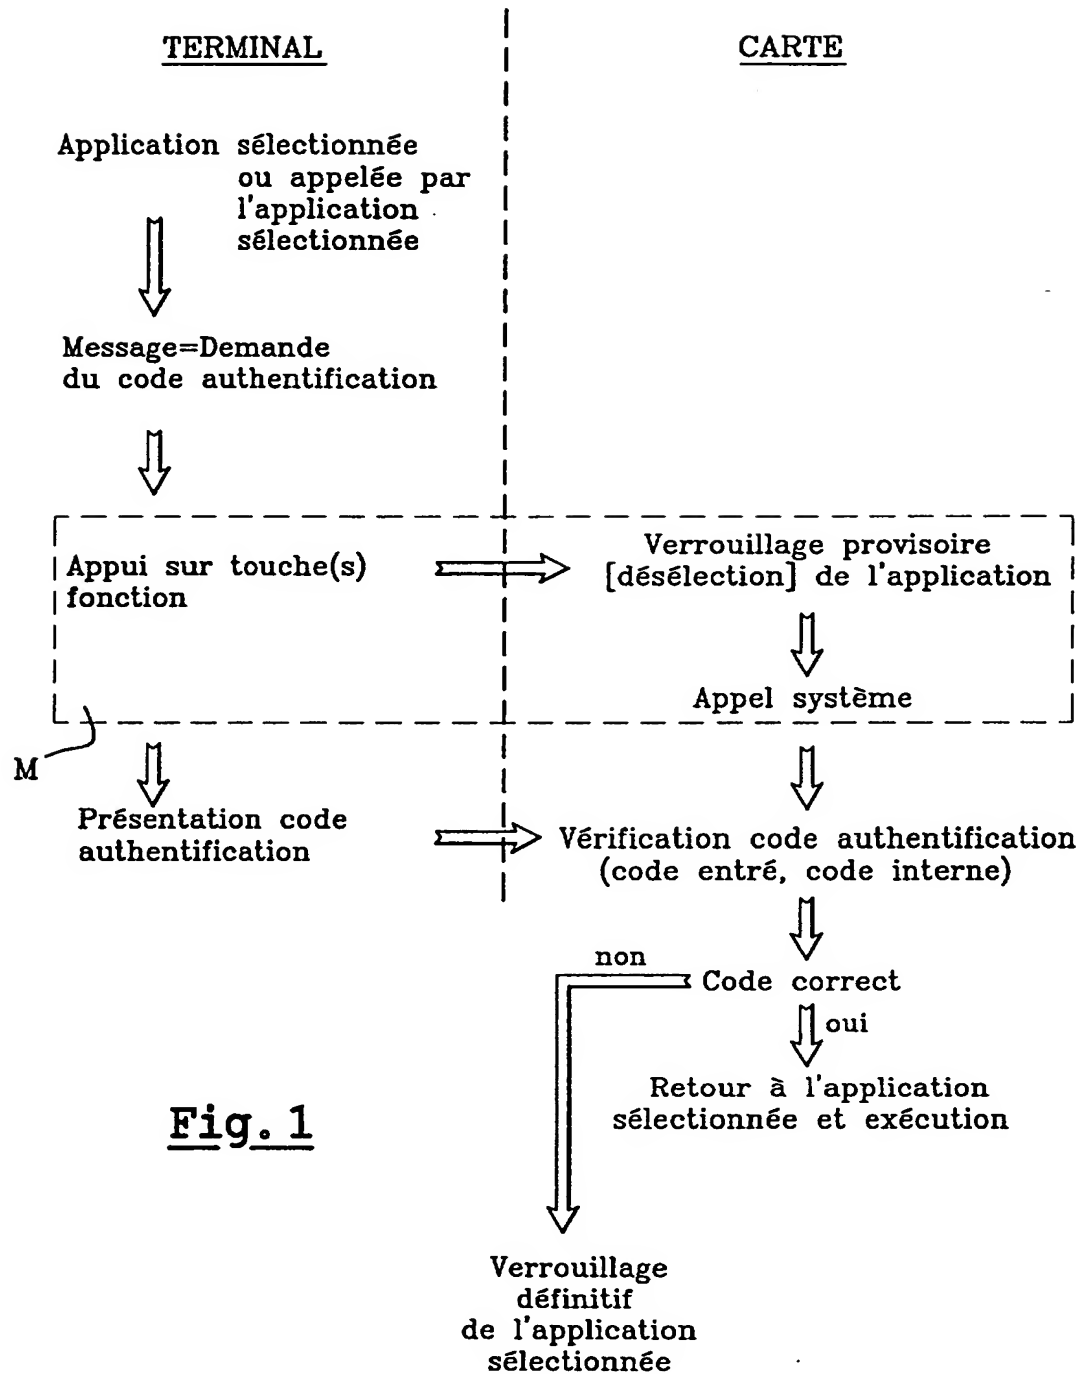 TERMINAL
CARTE
Application sélectionnée
ou appelée par
l'application
sélectionnée
Message=Demande
du code authentification
Appui sur touche(s)
fonction
Verrouillage provisoire
[désélection] de l'application
Appel système
M
Présentation code
authentification
Vérification code authentification
(code entré, code interne)
non
Code correct
oui
Retour à l'application
sélectionnée et exécution
Fig. 1
Verrouillage
définitif
de l'application
sélectionnée